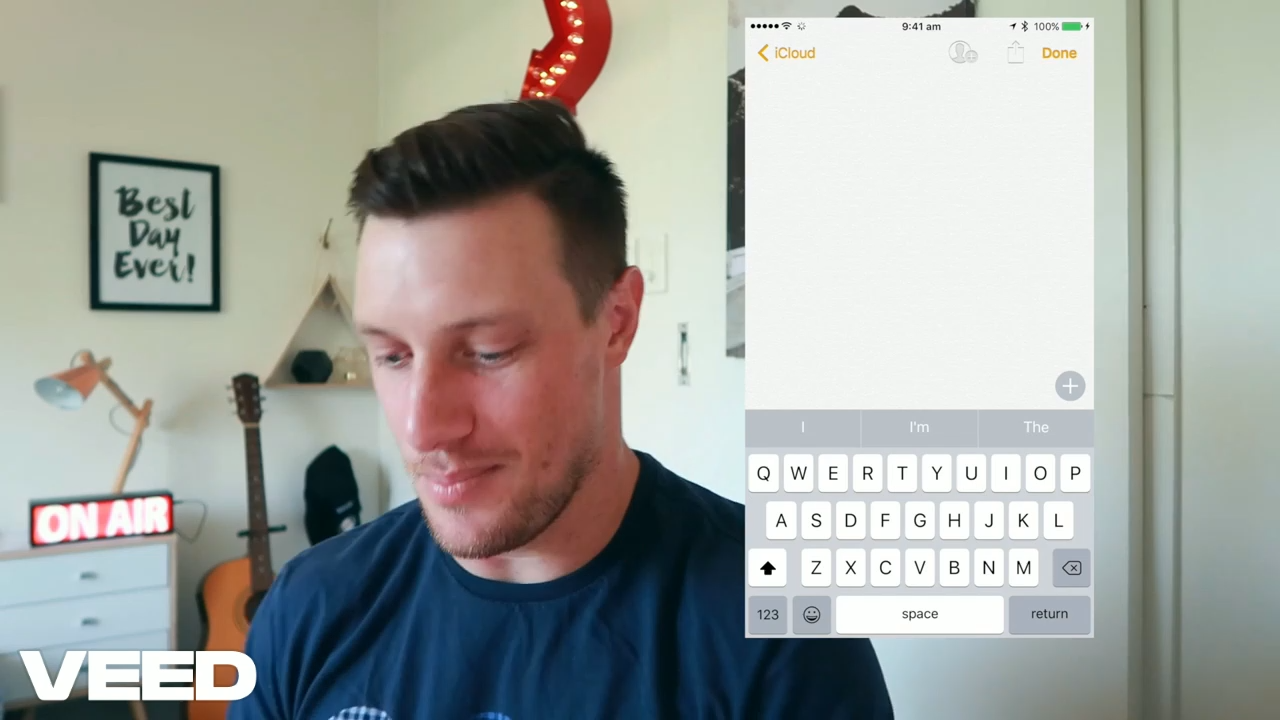 Best
Day
Ever!
ON AIR
VEED
9:41 am
100%
iCloud
Done
I
I'm
The
Q W E R T Y U I O P
A S D F G H J K L
Z X C V B N M
123
space
return